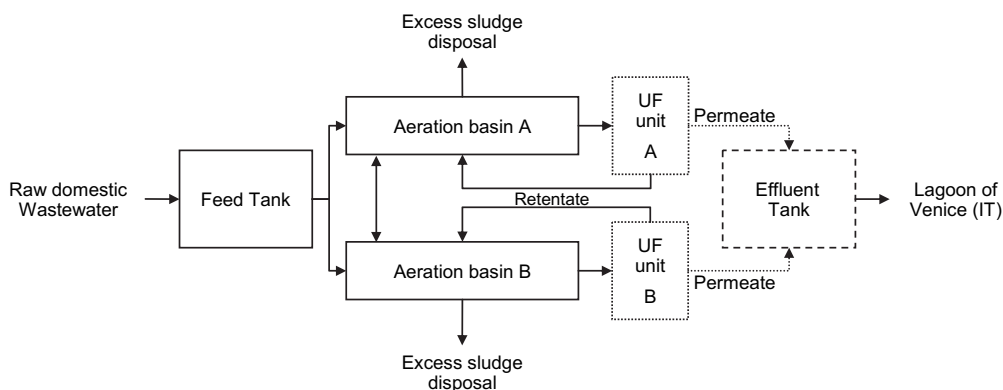 Excess sludge
disposal
Aeration basin A
UF
unit
A
Permeate
Raw domestic
Wastewater
Feed Tank
Retentate
Effluent
Tank
Lagoon of
Venice (IT)
Aeration basin B
UF
unit
B
Permeate
Excess sludge
disposal